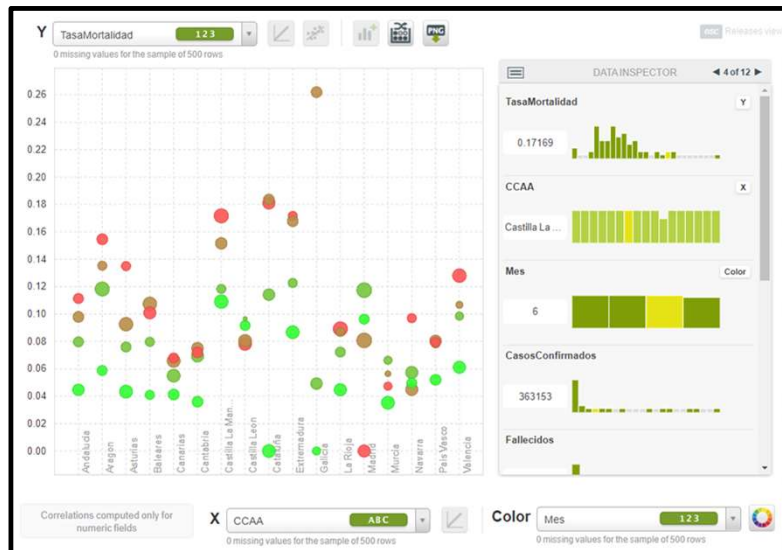 Y TasaMortalidad 123 PNG ABC Releases view
0 missing values for the sample of 500 rows
DATA INSPECTOR ◀ 4 of 12 ▶
TasaMortalidad Y
0.17169
CCAA X
Castilla La ...
Mes Color
6
CasosConfirmados
363153
Fallecidos
0.26
0.24
0.22
0.20
0.18
0.16
0.14
0.12
0.10
0.08
0.06
0.04
0.02
0.00
Andalucia
Aragon
Asturias
Baleares
Canarias
Cantabria
Castilla La Man...
Castilla Leon
Cataluña
Extremadura
Galicia
La Rioja
Madrid
Murcia
Navarra
Pais Vasco
Valencia
Correlations computed only for
numeric fields
X CCAA ABC
0 missing values for the sample of 500 rows
Color Mes 123
0 missing values for the sample of 500 rows